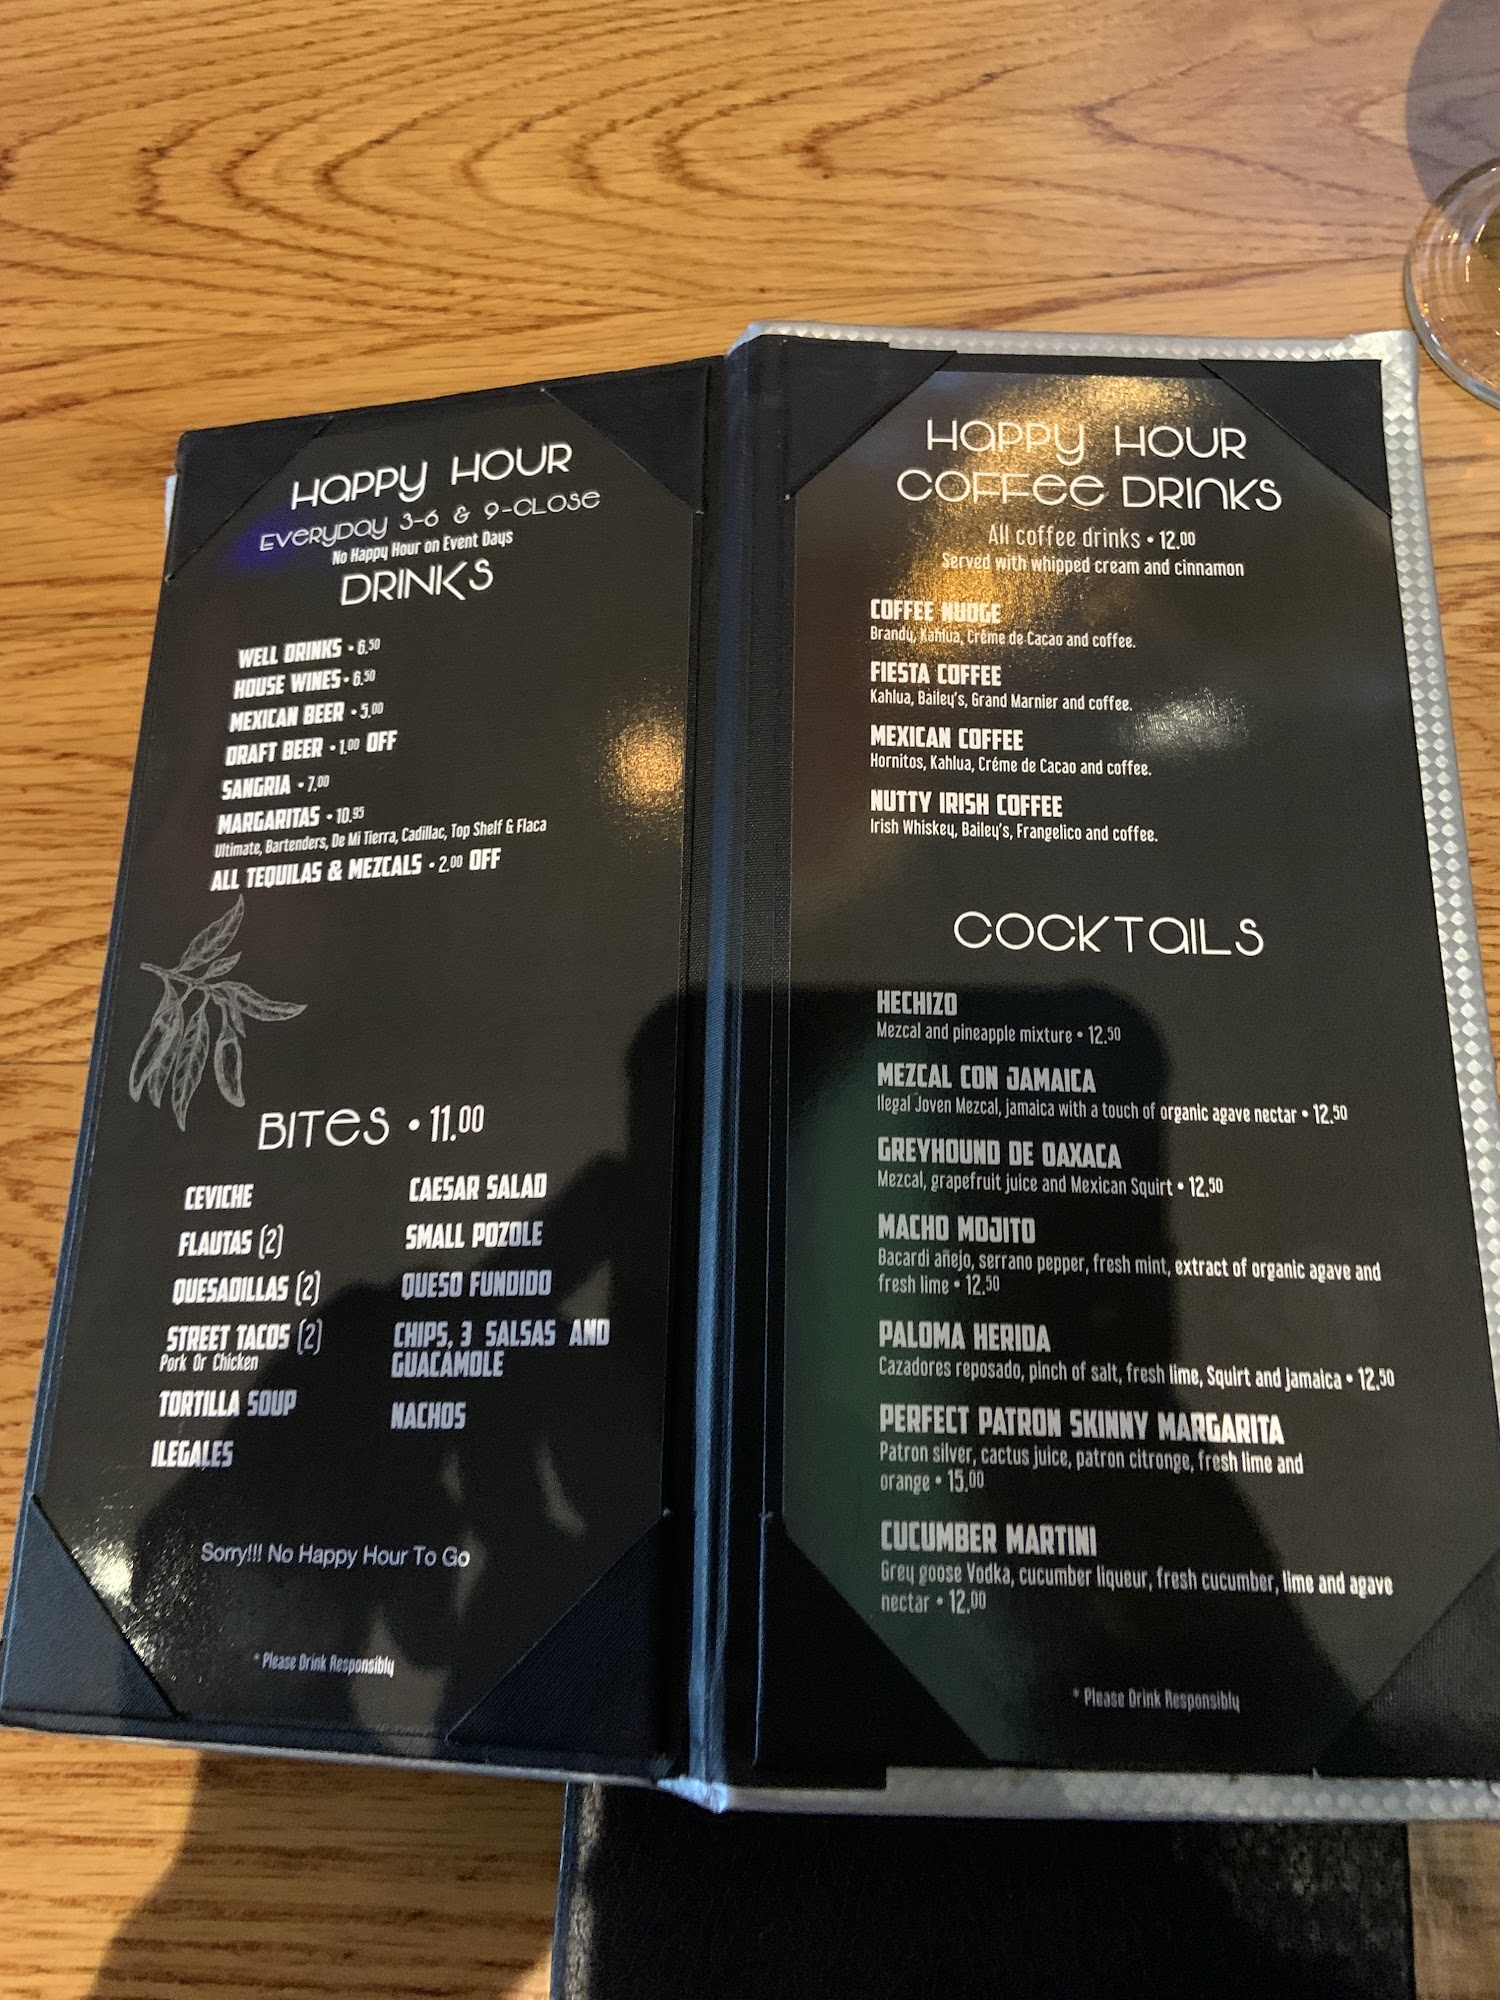 HAPPY HOUR
EVERYDAY 3-6 & 9-CLOSE
No Happy Hour on Event Days
DRINKS
WELL DRINKS • 6.50
HOUSE WINES • 6.50
MEXICAN BEER • 5.00
DRAFT BEER • 1.00 OFF
SANGRIA • 7.00
MARGARITAS • 10.95
Ultimate, Bartenders, De Mi Tierra, Cadillac, Top Shelf & Flaca
ALL TEQUILAS & MEZCALS • 2.00 OFF
BITES • 11.00
CEVICHE
FLAUTAS (2)
QUESADILLAS (2)
STREET TACOS (2)
Pork Or Chicken
TORTILLA SOUP
ILEGALES
CAESAR SALAD
SMALL POZOLE
QUESO FUNDIDO
CHIPS, 3 SALSAS AND
GUACAMOLE
NACHOS
Sorry!!! No Happy Hour To Go
* Please Drink Responsibly
HAPPY HOUR
COFFEE DRINKS
All coffee drinks • 12.00
Served with whipped cream and cinnamon
COFFEE NUDGE
Brandy, Kahlua, Créme de Cacao and coffee.
FIESTA COFFEE
Kahlua, Bailey's, Grand Marnier and coffee.
MEXICAN COFFEE
Hornitos, Kahlua, Créme de Cacao and coffee.
NUTTY IRISH COFFEE
Irish Whiskey, Bailey's, Frangelico and coffee.
COCKTAILS
HECHIZO
Mezcal and pineapple mixture • 12.50
MEZCAL CON JAMAICA
Ilegal Joven Mezcal, jamaica with a touch of organic agave nectar • 12.50
GREYHOUND DE OAXACA
Mezcal, grapefruit juice and Mexican Squirt • 12.50
MACHO MOJITO
Bacardi añejo, serrano pepper, fresh mint, extract of organic agave and
fresh lime • 12.50
PALOMA HERIDA
Cazadores reposado, pinch of salt, fresh lime, Squirt and jamaica • 12.50
PERFECT PATRON SKINNY MARGARITA
Patron silver, cactus juice, patron citronge, fresh lime and
orange • 15.00
CUCUMBER MARTINI
Grey goose Vodka, cucumber liqueur, fresh cucumber, lime and agave
nectar • 12.00
* Please Drink Responsibly